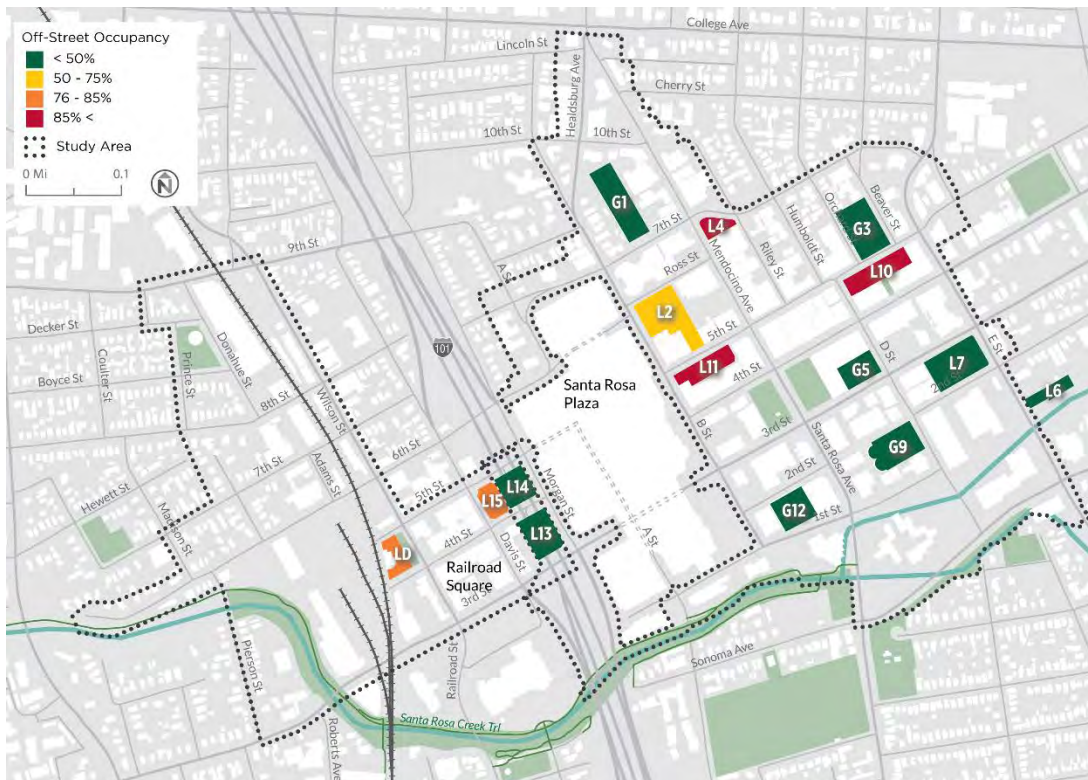 Off-Street Occupancy
< 50%
50 - 75%
76 - 85%
85% <
Study Area
0 Mi 0.1
N
College Ave
Lincoln St
Healdsburg Ave
Cherry St
10th St
10th St
G1
7th St
L4
Mendocino Ave
Riley St
Humboldt St
Beaver St
G3
L10
9th St
A St
Ross St
L2
5th St
L11
4th St
B St
3rd St
G5
D St
L7
2nd St
E St
L6
Santa Rosa Ave
G9
2nd St
G12
1st St
Decker St
Coulter St
Prince St
Donahue St
Boyce St
8th St
Wilson St
101
Santa Rosa
Plaza
7th St
Adams St
6th St
5th St
Hewett St
Madison St
L14
L15
Morgan St
L13
LD
4th St
Davis St
A St
Railroad
Square
3rd St
Pierson St
Railroad St
Sonoma Ave
Santa Rosa Creek Trl
Roberts Ave